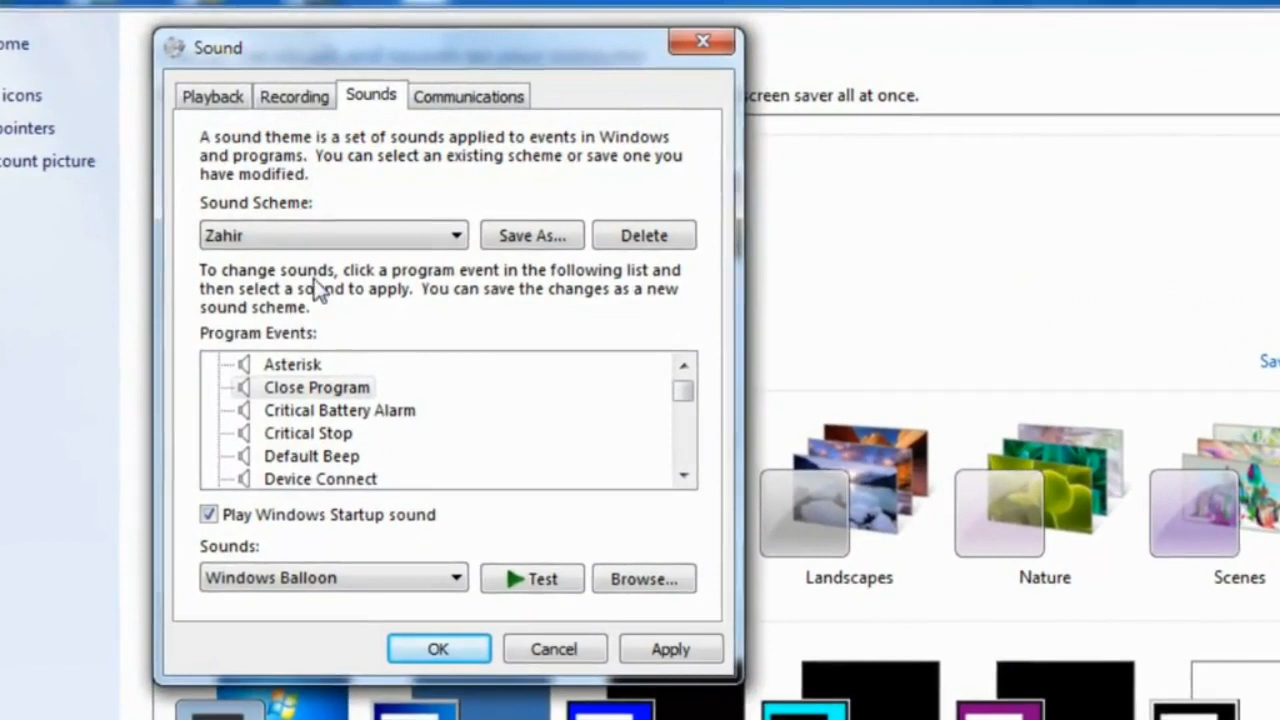 Sound
Playback
Recording
Sounds
Communications
A sound theme is a set of sounds applied to events in Windows
and programs. You can select an existing scheme or save one you
have modified.
Sound Scheme:
Zahir
Save As...
Delete
To change sounds, click a program event in the following list and
then select a sound to apply. You can save the changes as a new
sound scheme.
Program Events:
Asterisk
Close Program
Critical Battery Alarm
Critical Stop
Default Beep
Device Connect
Play Windows Startup sound
Sounds:
Windows Balloon
Test
Browse...
OK
Cancel
Apply
ome
icons
pointers
count picture
creen saver all at once.
Sav
Landscapes
Nature
Scenes